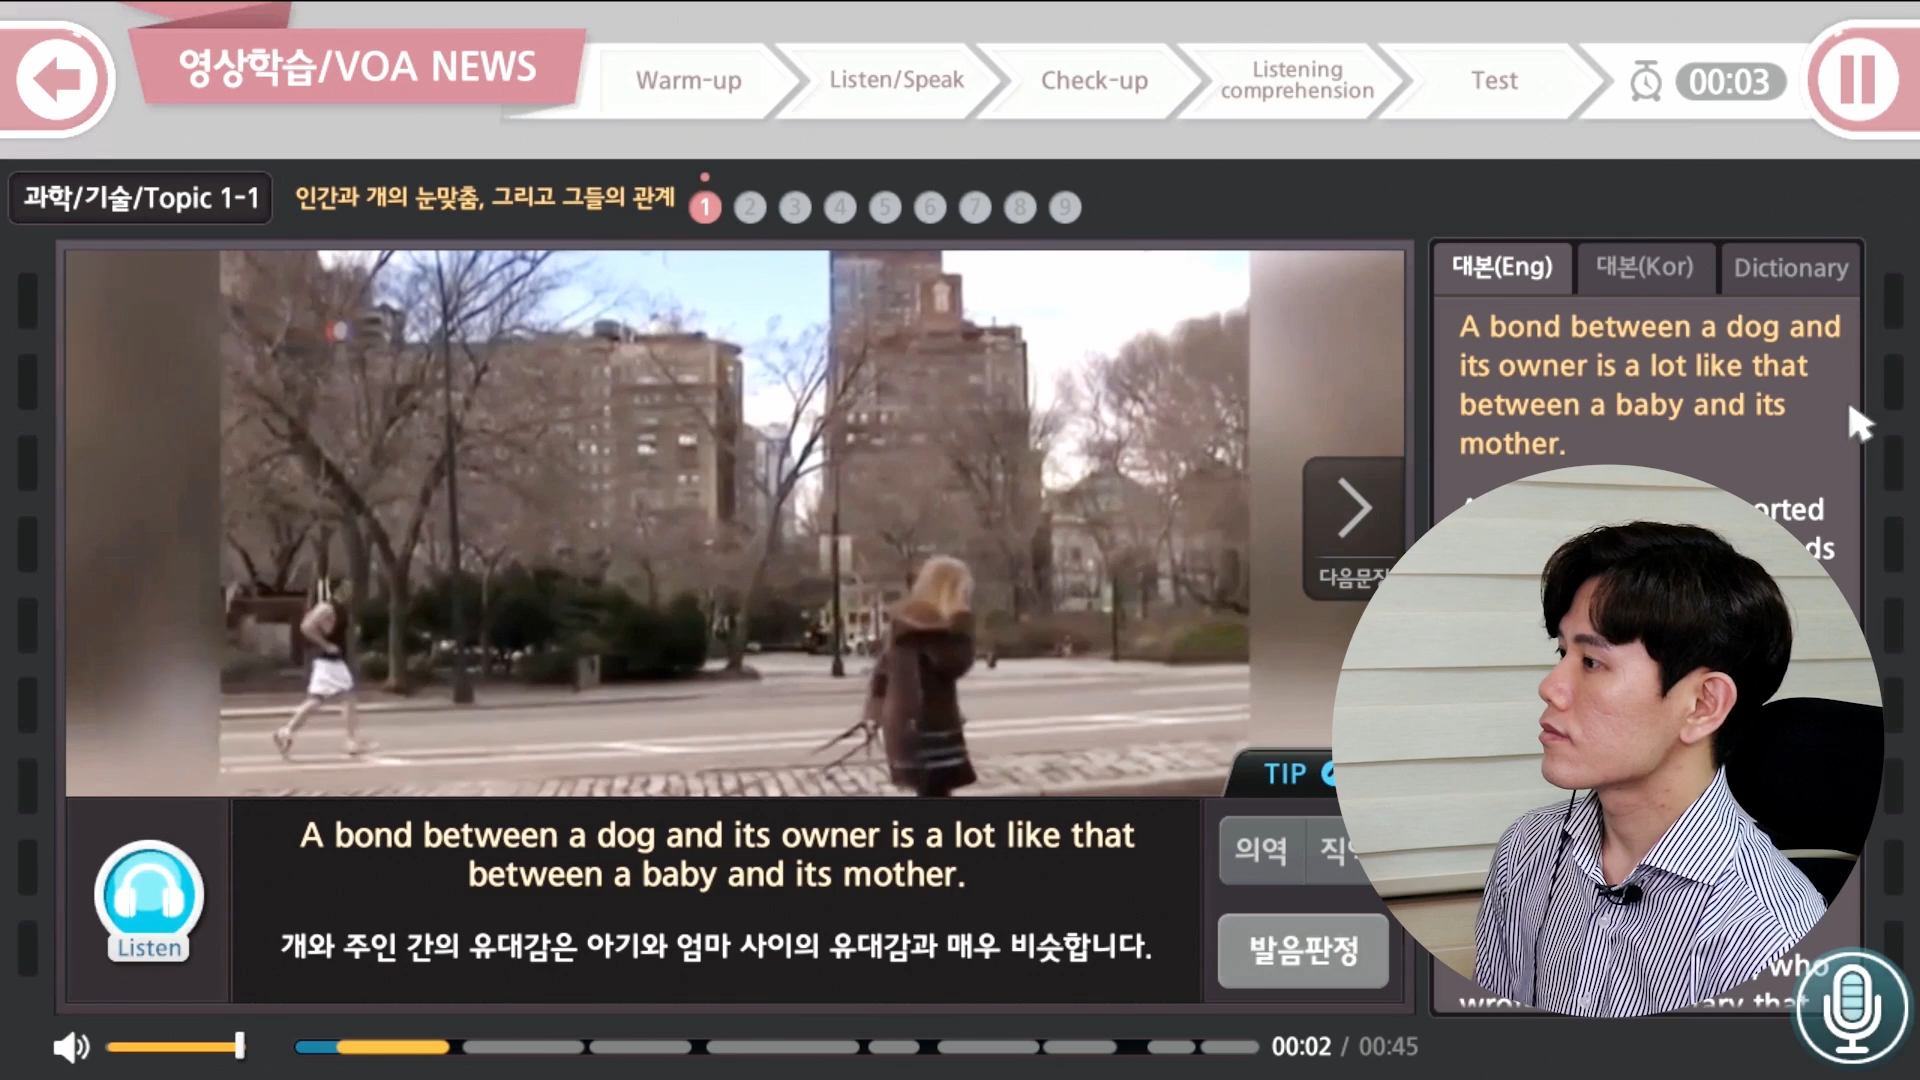 영상학습/VOA NEWS
Warm-up
Listen/Speak
Check-up
Listening
comprehension
Test
00:03
과학/기술/Topic 1-1
인간과 개의 눈맞춤, 그리고 그들의 관계
1 2 3 4 5 6 7 8 9
대본(Eng)
대본(Kor)
Dictionary
A bond between a dog and
its owner is a lot like that
between a baby and its
mother.
다음문장
TIP
A bond between a dog and its owner is a lot like that
between a baby and its mother.
개와 주인 간의 유대감은 아기와 엄마 사이의 유대감과 매우 비슷합니다.
의역
발음판정
Listen
who
that
00:02 / 00:45